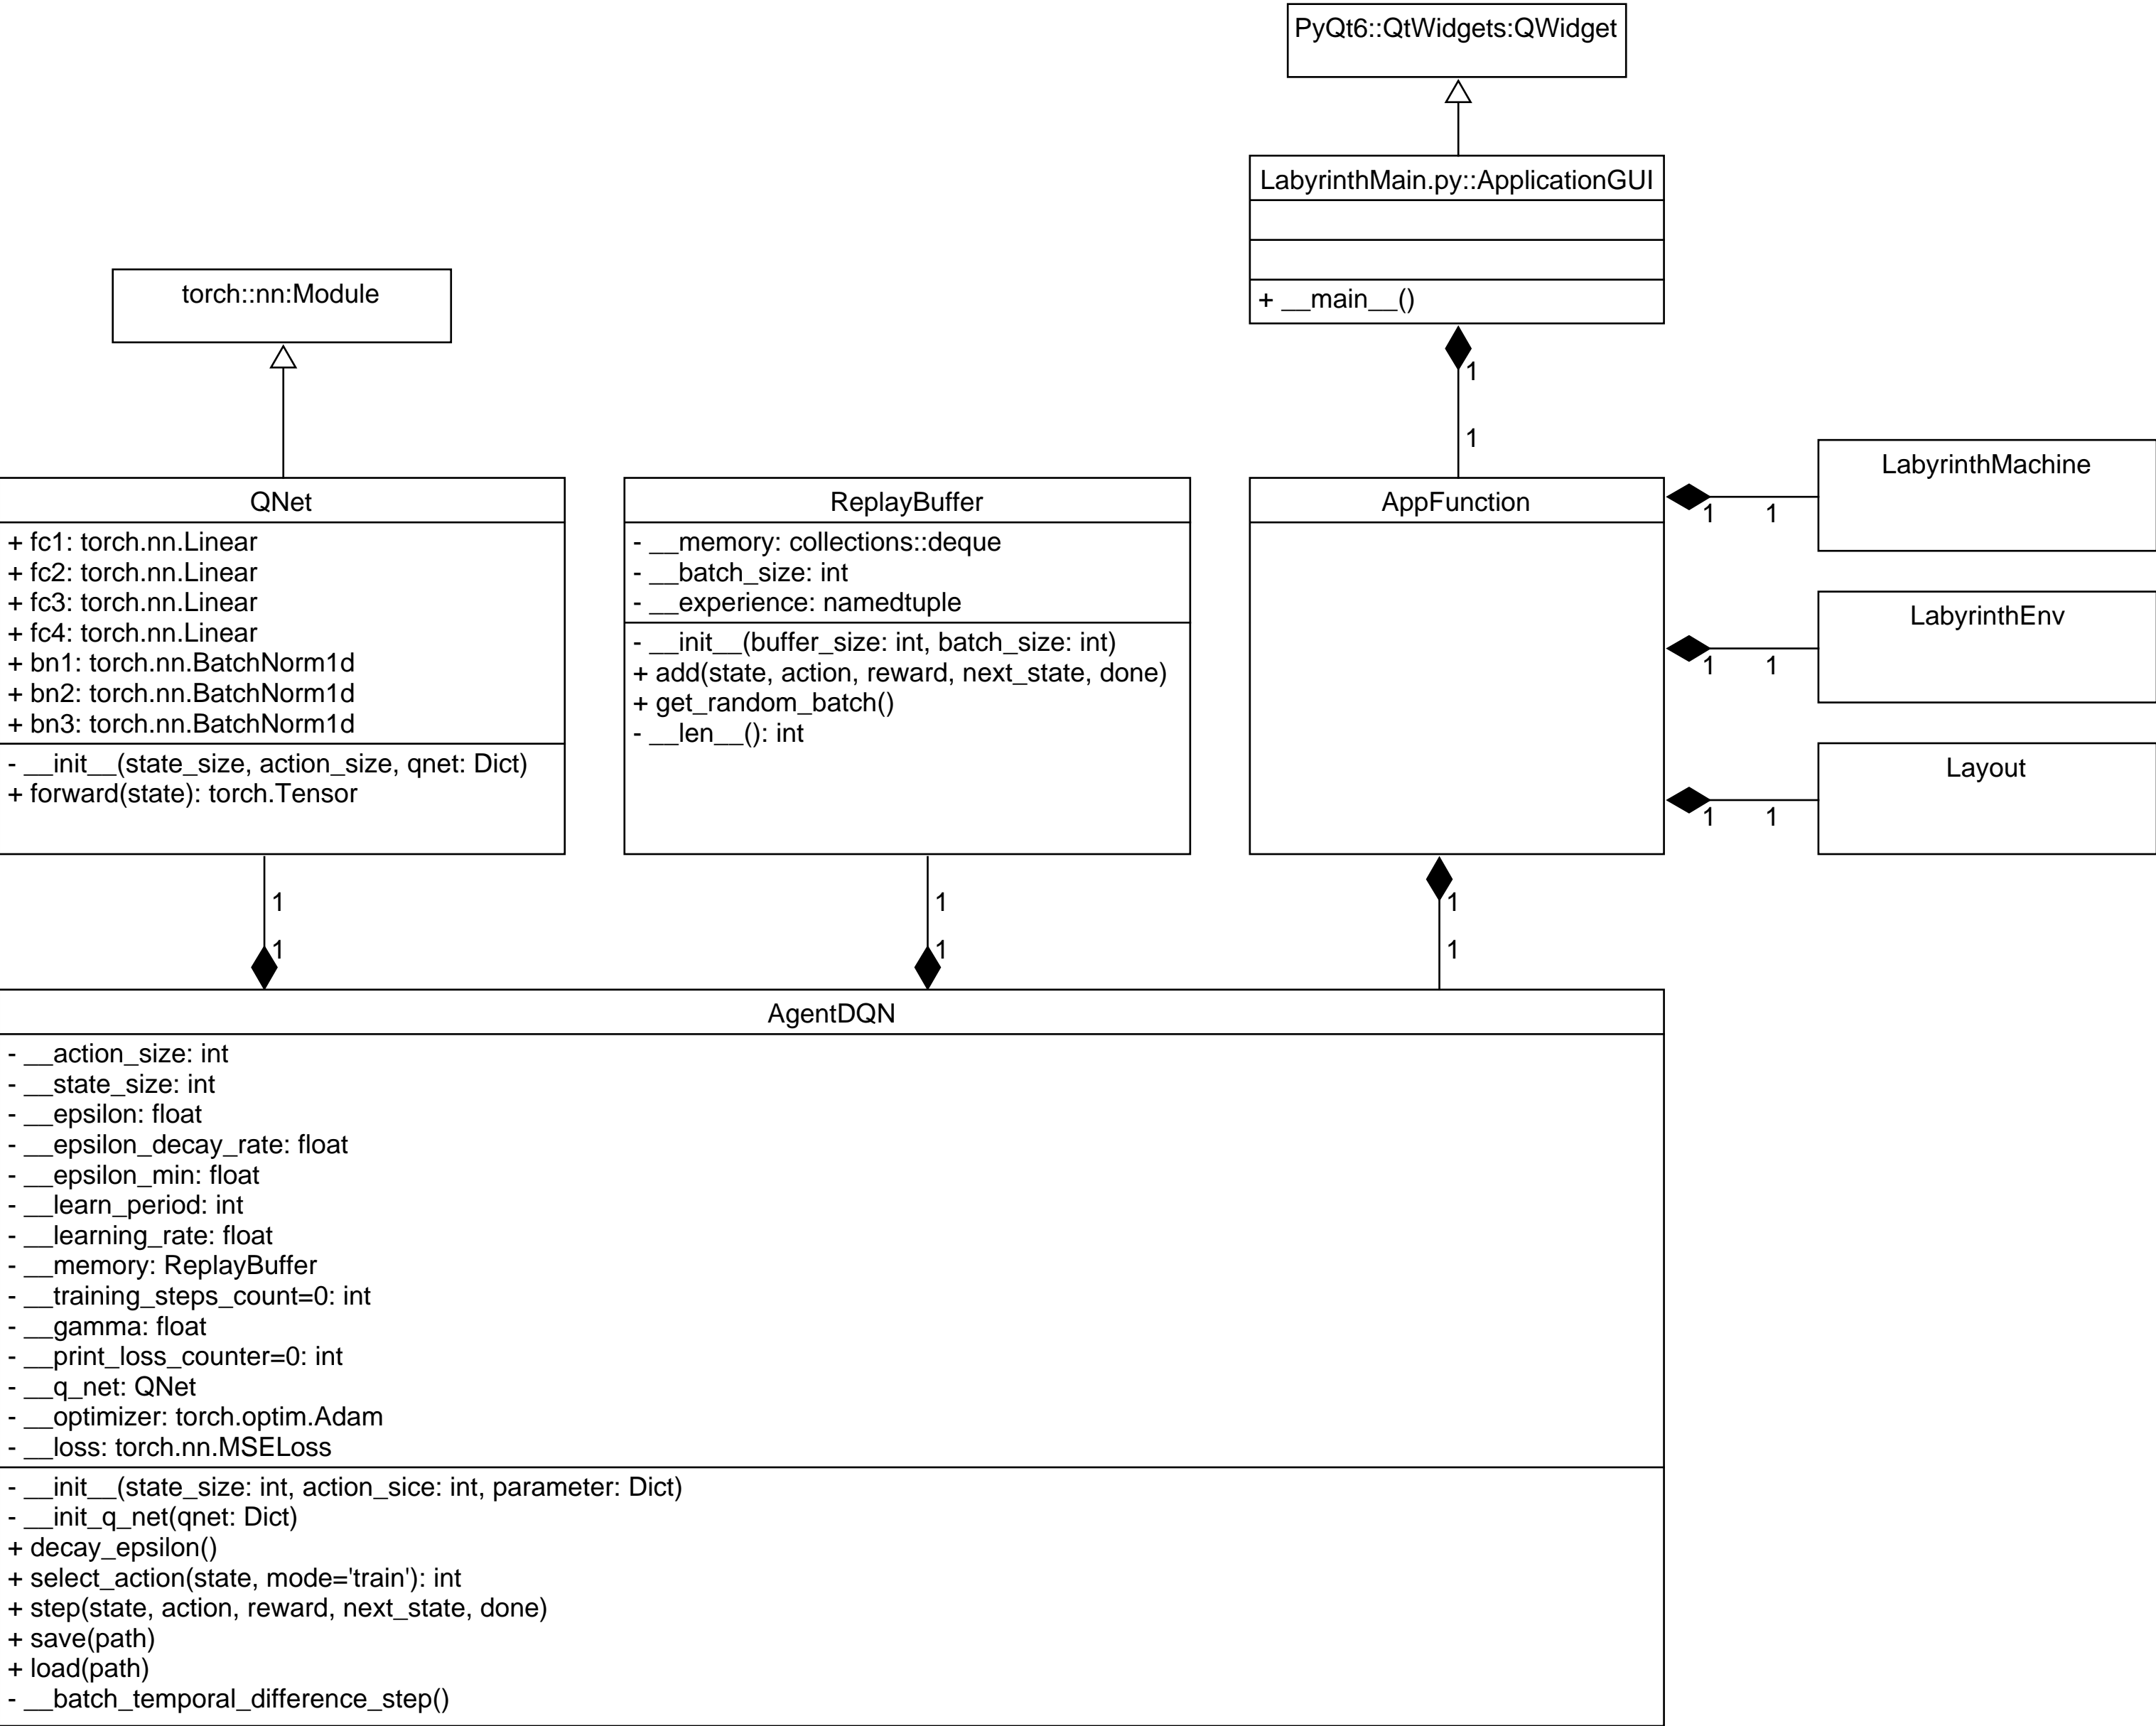 PyQt6::QtWidgets:QWidget
LabyrinthMain.py::ApplicationGUI
+ __main__()
1
1
torch::nn:Module
QNet
+ fc1: torch.nn.Linear
+ fc2: torch.nn.Linear
+ fc3: torch.nn.Linear
+ fc4: torch.nn.Linear
+ bn1: torch.nn.BatchNorm1d
+ bn2: torch.nn.BatchNorm1d
+ bn3: torch.nn.BatchNorm1d
- __init__(state_size, action_size, qnet: Dict)
+ forward(state): torch.Tensor
1
1
ReplayBuffer
- __memory: collections::deque
- __batch_size: int
- __experience: namedtuple
- __init__(buffer_size: int, batch_size: int)
+ add(state, action, reward, next_state, done)
+ get_random_batch()
- __len__(): int
1
1
AppFunction
1 1
LabyrinthMachine
1 1
LabyrinthEnv
1 1
Layout
1
1
AgentDQN
- __action_size: int
- __state_size: int
- __epsilon: float
- __epsilon_decay_rate: float
- __epsilon_min: float
- __learn_period: int
- __learning_rate: float
- __memory: ReplayBuffer
- __training_steps_count=0: int
- __gamma: float
- __print_loss_counter=0: int
- __q_net: QNet
- __optimizer: torch.optim.Adam
- __loss: torch.nn.MSELoss
- __init__(state_size: int, action_sice: int, parameter: Dict)
- __init_q_net(qnet: Dict)
+ decay_epsilon()
+ select_action(state, mode='train'): int
+ step(state, action, reward, next_state, done)
+ save(path)
+ load(path)
- __batch_temporal_difference_step()